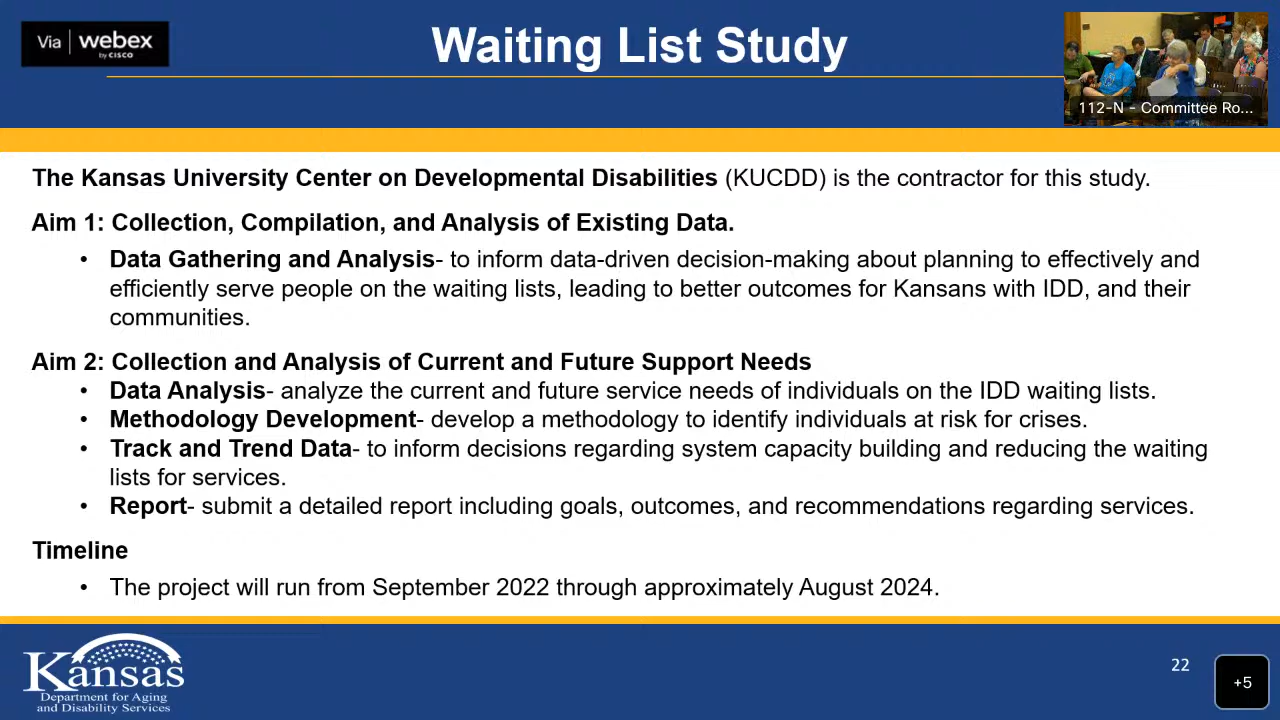 Via webex
by CISCO
Waiting List Study
112-N - Committee Ro...
The Kansas University Center on Developmental Disabilities (KUCDD) is the contractor for this study.
Aim 1: Collection, Compilation, and Analysis of Existing Data.
• Data Gathering and Analysis- to inform data-driven decision-making about planning to effectively and
efficiently serve people on the waiting lists, leading to better outcomes for Kansans with IDD, and their
communities.
Aim 2: Collection and Analysis of Current and Future Support Needs
• Data Analysis- analyze the current and future service needs of individuals on the IDD waiting lists.
• Methodology Development- develop a methodology to identify individuals at risk for crises.
• Track and Trend Data- to inform decisions regarding system capacity building and reducing the waiting
lists for services.
• Report- submit a detailed report including goals, outcomes, and recommendations regarding services.
Timeline
• The project will run from September 2022 through approximately August 2024.
Kansas
Department for Aging
and Disability Services
22
+5